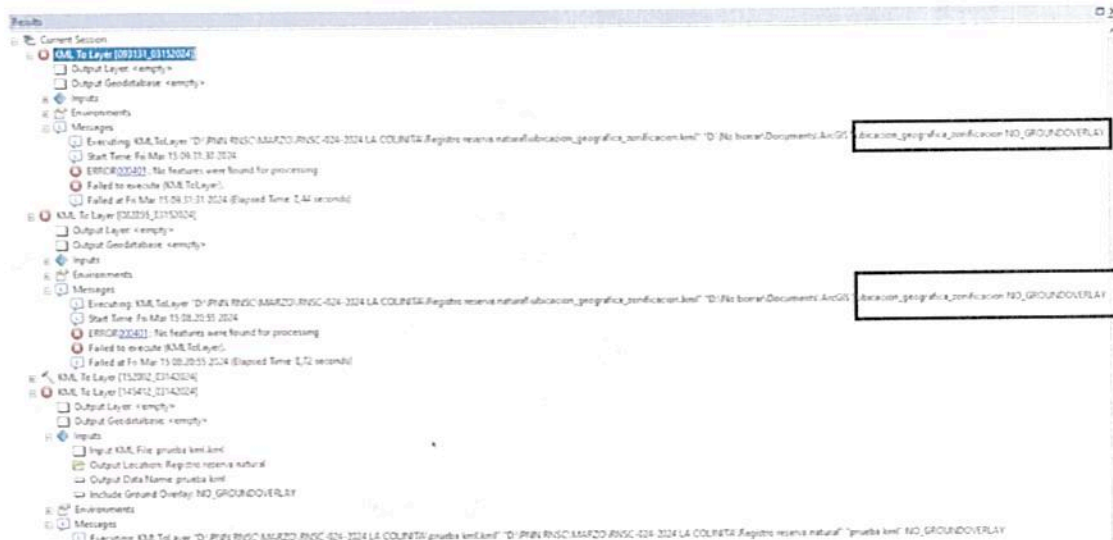 Results
Current Session
KML To Layer [093131_03152024]
Output Layer: <empty>
Output Geodatabase: <empty>
Inputs
Environments
Messages
Executing: KMLToLayer "D:\PNN RNSC\MARZO\RNSC-024-2024 LA COLINITA\Registro reserva natural\ubicacion_geografica_zonificacion.kml" "D:\No borrar\Documents\ArcGIS" ubicacion_geografica_zonificacion NO_GROUNDOVERLAY
Start Time: Fri Mar 15 09:31:30 2024
ERROR 000401: No features were found for processing.
Failed to execute (KMLToLayer).
Failed at Fri Mar 15 09:31:31 2024 (Elapsed Time: 1,44 seconds)
KML To Layer [082055_03152024]
Output Layer: <empty>
Output Geodatabase: <empty>
Inputs
Environments
Messages
Executing: KMLToLayer "D:\PNN RNSC\MARZO\RNSC-024-2024 LA COLINITA\Registro reserva natural\ubicacion_geografica_zonificacion.kml" "D:\No borrar\Documents\ArcGIS" ubicacion_geografica_zonificacion NO_GROUNDOVERLAY
Start Time: Fri Mar 15 08:20:55 2024
ERROR 000401: No features were found for processing.
Failed to execute (KMLToLayer).
Failed at Fri Mar 15 08:20:55 2024 (Elapsed Time: seconds)
KML To Layer
KML To Layer [145412_03142024]
Output Layer: <empty>
Output Geodatabase: <empty>
Inputs
Input KML File: prueba kml.kml
Output Location: Registro reserva natural
Output Data Name: prueba kml
Include Ground Overlay: NO_GROUNDOVERLAY
Environments
Messages
Executing: KMLToLayer "D:\PNN RNSC\MARZO\RNSC-024-2024 LA COLINITA\prueba kml.kml" "D:\PNN RNSC\MARZO\RNSC-024-2024 LA COLINITA\Registro reserva natural" "prueba kml" NO_GROUNDOVERLAY